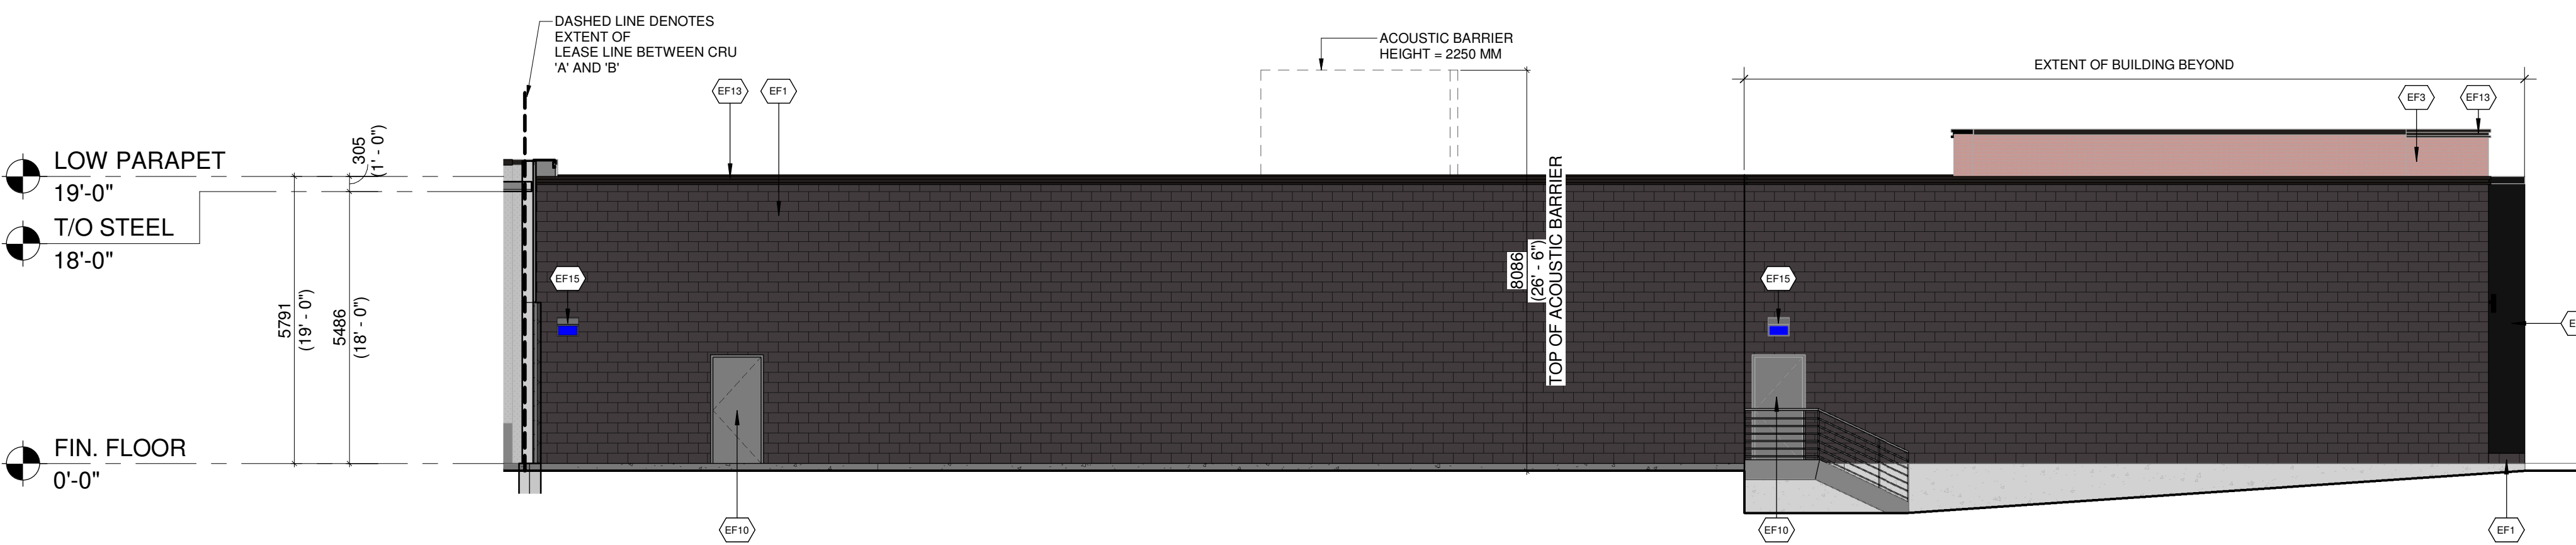 DASHED LINE DENOTES
EXTENT OF
LEASE LINE BETWEEN CRU
'A' AND 'B'
ACOUSTIC BARRIER
HEIGHT = 2250 MM
EXTENT OF BUILDING BEYOND
EF13
EF1
EF3
EF13
LOW PARAPET
19'-0"
T/O STEEL
18'-0"
305
(1' - 0")
5791
(19' - 0")
5486
(18' - 0")
EF15
8086
(26' - 6")
TOP OF ACOUSTIC BARRIER
EF15
FIN. FLOOR
0'-0"
EF10
EF10
EF1